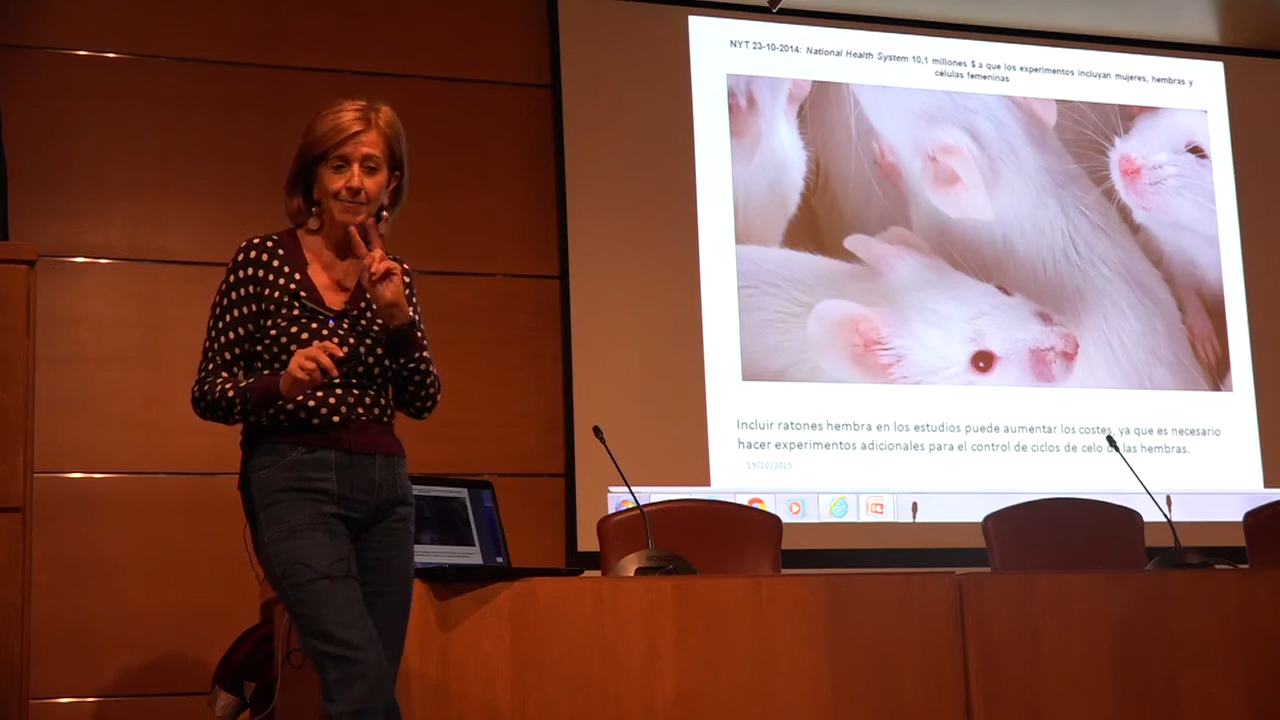 NYT 23-10-2014: National Health System 10,1 millones $ a que los experimentos incluyan mujeres, hembras y
células femeninas
Incluir ratones hembra en los estudios puede aumentar los costes, ya que es necesario
hacer experimentos adicionales para el control de ciclos de celo de las hembras.
19/10/2015
BOSCH